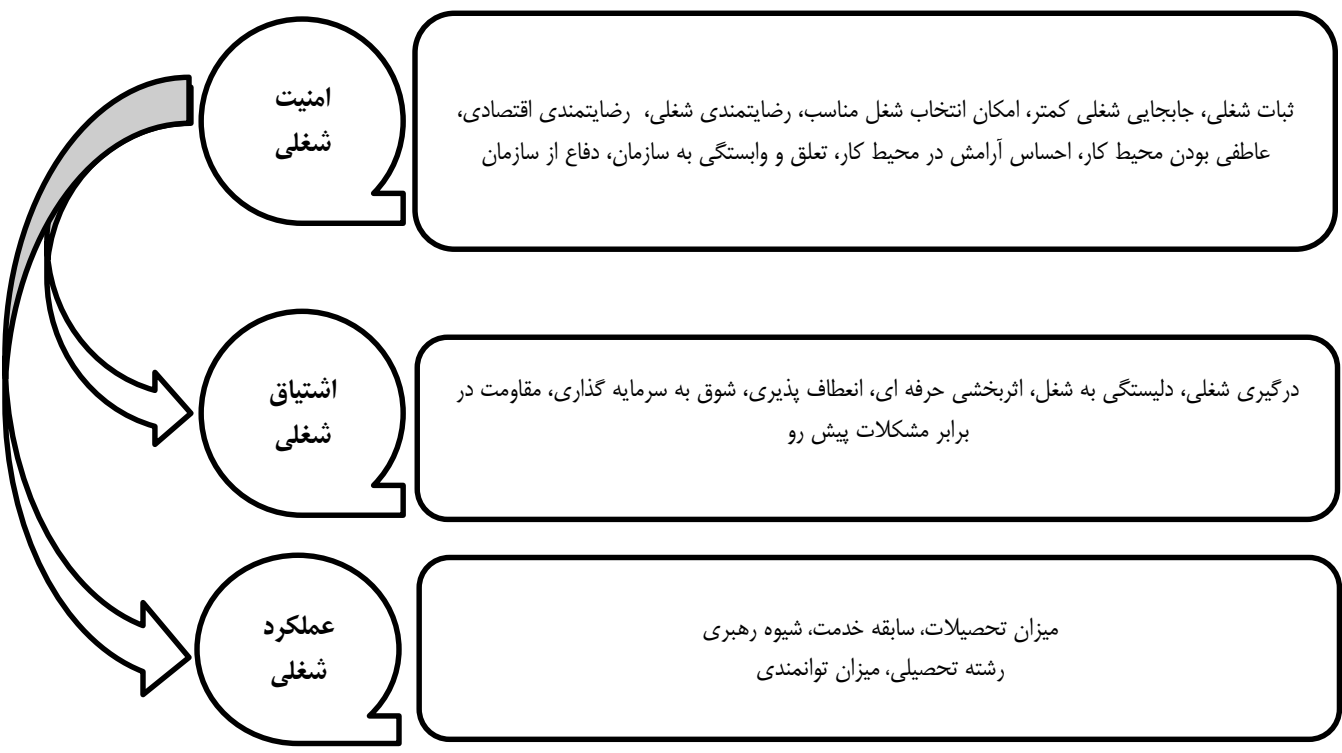 امنیت
شغلی
ثبات شغلی، جابجایی شغلی کمتر، امکان انتخاب شغل مناسب، رضایتمندی شغلی، رضایتمندی اقتصادی،
عاطفی بودن محیط کار، احساس آرامش در محیط کار، تعلق و وابستگی به سازمان، دفاع از سازمان
اشتیاق
شغلی
درگیری شغلی، دلبستگی به شغل، اثربخشی حرفه ای، انعطاف پذیری، شوق به سرمایه گذاری، مقاومت در
برابر مشکلات پیش رو
عملکرد
شغلی
میزان تحصیلات، سابقه خدمت، شیوه رهبری
رشته تحصیلی، میزان توانمندی